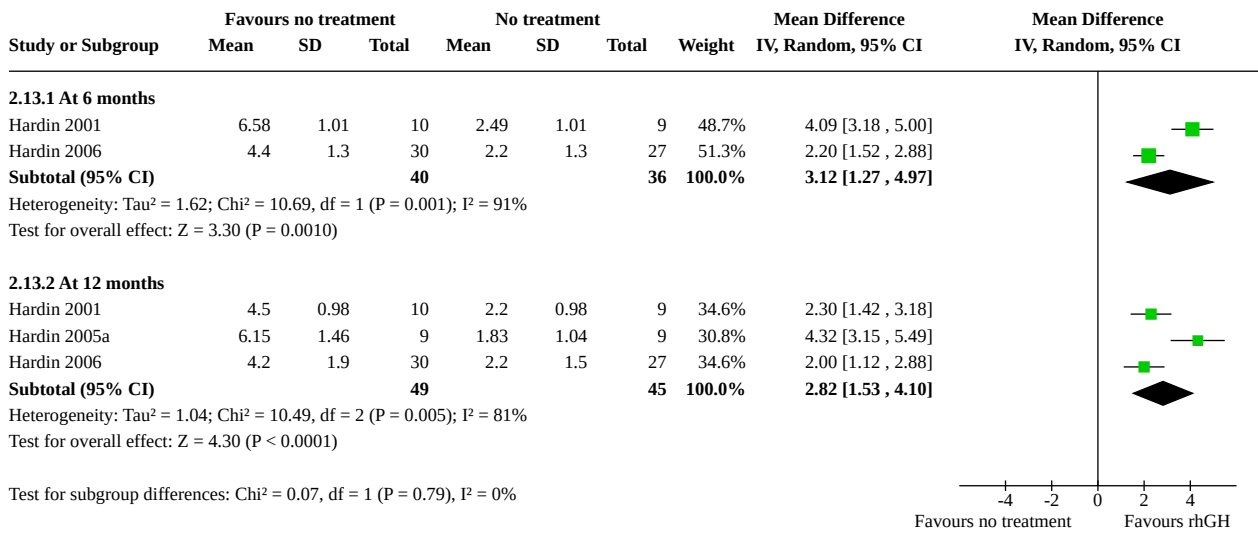 Favours no treatment No treatment Mean Difference Mean Difference
Study or Subgroup Mean SD Total Mean SD Total Weight IV, Random, 95% CI IV, Random, 95% CI
2.13.1 At 6 months
Hardin 2001 6.58 1.01 10 2.49 1.01 9 48.7% 4.09 [3.18 , 5.00]
Hardin 2006 4.4 1.3 30 2.2 1.3 27 51.3% 2.20 [1.52 , 2.88]
Subtotal (95% CI) 40 36 100.0% 3.12 [1.27 , 4.97]
Heterogeneity: Tau² = 1.62; Chi² = 10.69, df = 1 (P = 0.001); I² = 91%
Test for overall effect: Z = 3.30 (P = 0.0010)
2.13.2 At 12 months
Hardin 2001 4.5 0.98 10 2.2 0.98 9 34.6% 2.30 [1.42 , 3.18]
Hardin 2005a 6.15 1.46 9 1.83 1.04 9 30.8% 4.32 [3.15 , 5.49]
Hardin 2006 4.2 1.9 30 2.2 1.5 27 34.6% 2.00 [1.12 , 2.88]
Subtotal (95% CI) 49 45 100.0% 2.82 [1.53 , 4.10]
Heterogeneity: Tau² = 1.04; Chi² = 10.49, df = 2 (P = 0.005); I² = 81%
Test for overall effect: Z = 4.30 (P < 0.0001)
Test for subgroup differences: Chi² = 0.07, df = 1 (P = 0.79), I² = 0%
-4 -2 0 2 4
Favours no treatment Favours rhGH